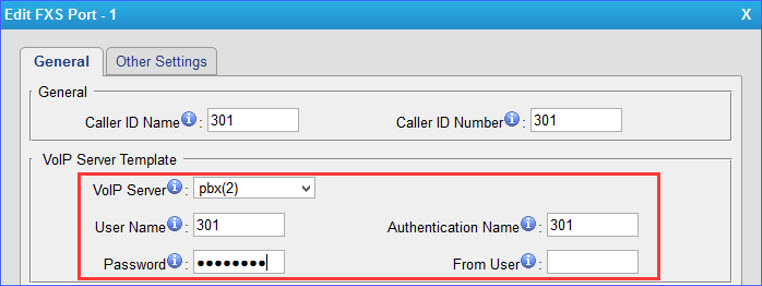 Edit FXS Port - 1 X
General Other Settings
General
Caller ID Name i : 301 Caller ID Number i : 301
VoIP Server Template
VoIP Server i : pbx(2)
User Name i : 301 Authentication Name i : 301
Password i : ●●●●●●●● From User i :